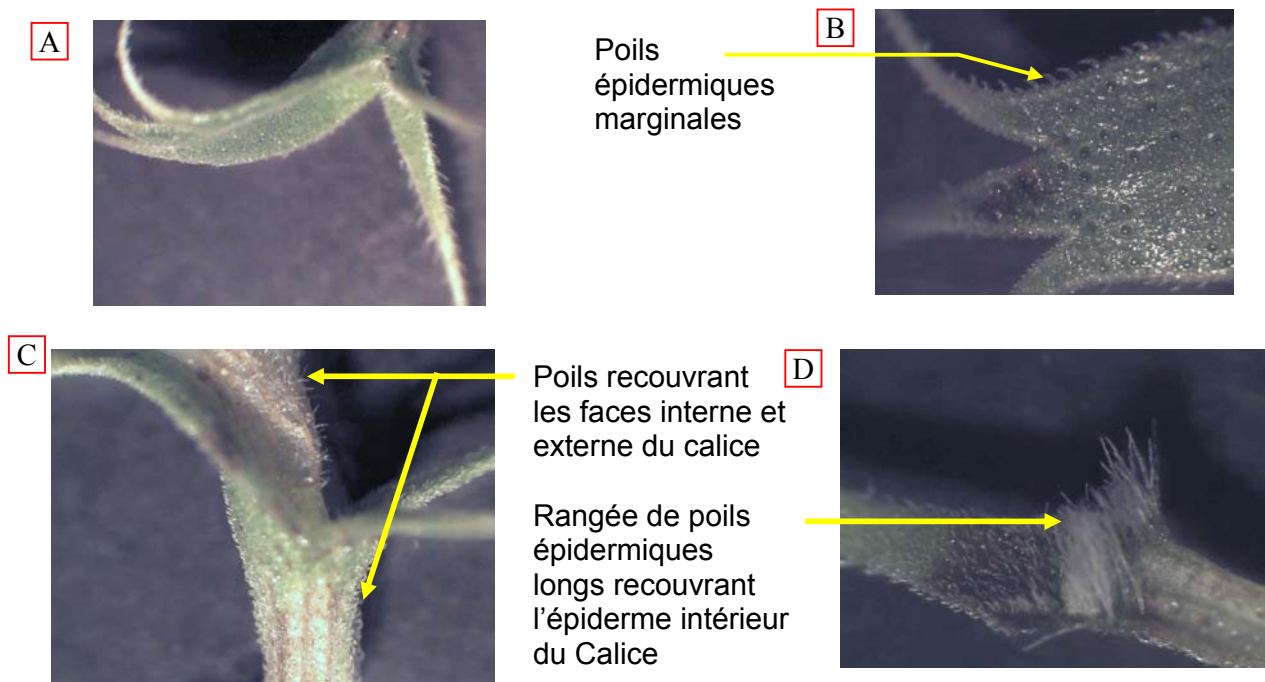 A
Poils
épidermiques
marginales
B
C
Poils recouvrant
les faces interne et
externe du calice
Rangée de poils
épidermiques
longs recouvrant
l'épiderme intérieur
du Calice
D